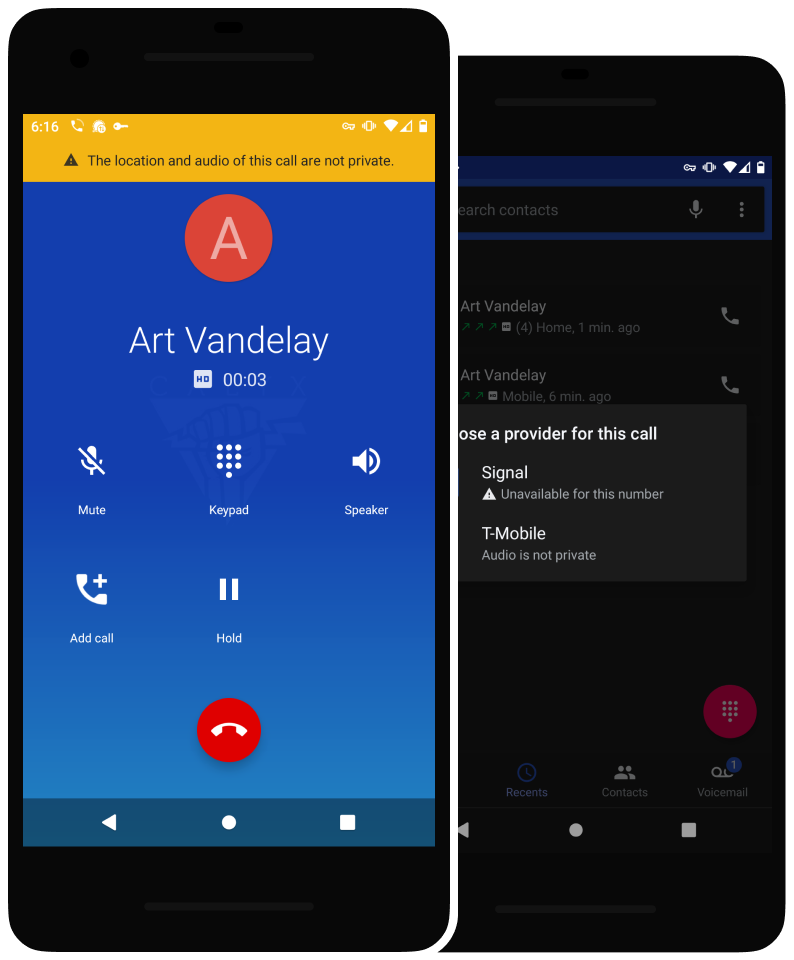 6:16
The location and audio of this call are not private.
A
Art Vandelay
HD 00:03
Mute
Keypad
Speaker
Add call
Hold
earch contacts
Art Vandelay
HD (4) Home, 1 min. ago
Art Vandelay
HD Mobile, 6 min. ago
ose a provider for this call
Signal
Unavailable for this number
T-Mobile
Audio is not private
1
Recents
Contacts
Voicemail